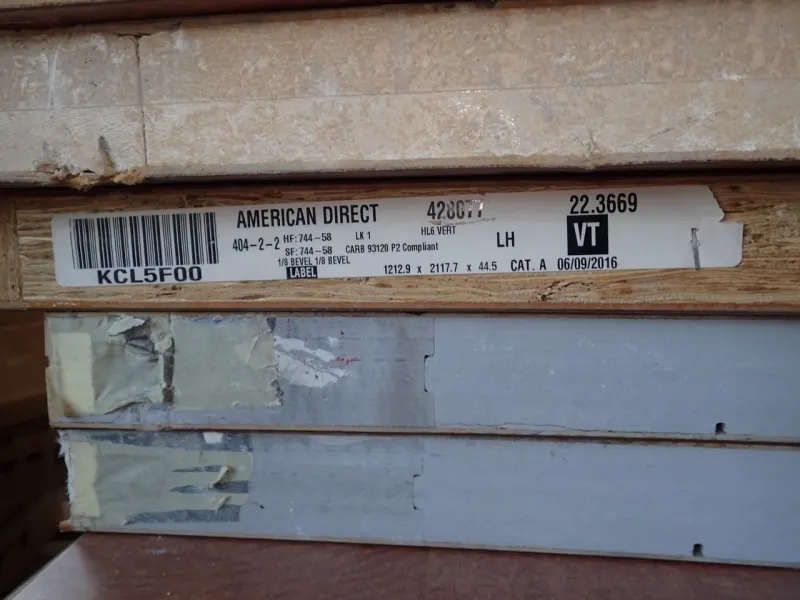 AMERICAN DIRECT 428077 22.3669
404-2-2 HF: 744-58 LK 1 HL6 VERT LH VT
SF: 744-58 CARB 93120 P2 Compliant
1/8 BEVEL 1/8 BEVEL
KCL5F00 LABEL 1212.9 x 2117.7 x 44.5 CAT. A 06/09/2016